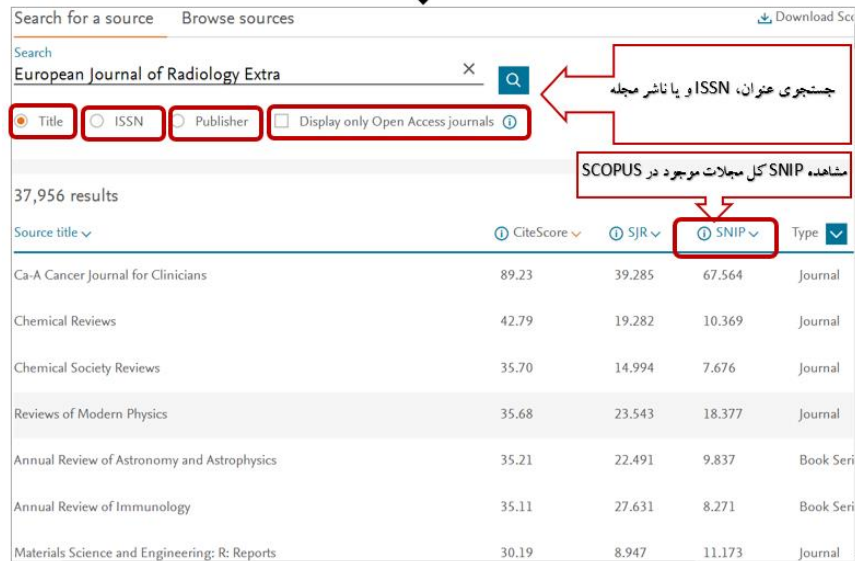 Search for a source Browse sources Download Sco
Search
European Journal of Radiology Extra
جستجوی عنوان، ISSN و یا ناشر مجله
Title ISSN Publisher Display only Open Access journals
مشاهده SNIP کل مجلات موجود در SCOPUS
37,956 results
Source title CiteScore SJR SNIP Type
Ca-A Cancer Journal for Clinicians 89.23 39.285 67.564 Journal
Chemical Reviews 42.79 19.282 10.369 Journal
Chemical Society Reviews 35.70 14.994 7.676 Journal
Reviews of Modern Physics 35.68 23.543 18.377 Journal
Annual Review of Astronomy and Astrophysics 35.21 22.491 9.837 Book Seri
Annual Review of Immunology 35.11 27.631 8.271 Book Seri
Materials Science and Engineering: R: Reports 30.19 8.947 11.173 Journal